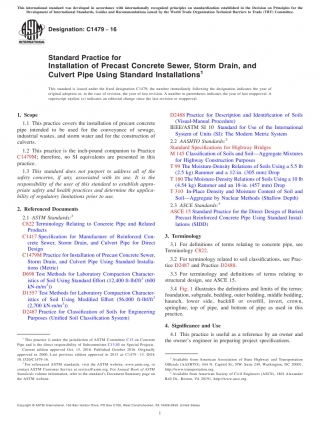 This international standard was developed in accordance with internationally recognized principles on standardization established in the Decision on Principles for the
Development of International Standards, Guides and Recommendations issued by the World Trade Organization Technical Barriers to Trade (TBT) Committee.
Designation: C1479 – 16
Standard Practice for
Installation of Precast Concrete Sewer, Storm Drain, and
Culvert Pipe Using Standard Installations1
This standard is issued under the fixed designation C1479; the number immediately following the designation indicates the year of
original adoption or, in the case of revision, the year of last revision. A number in parentheses indicates the year of last reapproval. A
superscript epsilon (ε) indicates an editorial change since the last revision or reapproval.
1. Scope
1.1 This practice covers the installation of precast concrete
pipe intended to be used for the conveyance of sewage,
industrial wastes, and storm water and for the construction of
culverts.
1.2 This practice is the inch-pound companion to Practice
C1479M; therefore, no SI equivalents are presented in this
practice.
1.3 This standard does not purport to address all of the
safety concerns, if any, associated with its use. It is the
responsibility of the user of this standard to establish appro-
priate safety and health practices and determine the applica-
bility of regulatory limitations prior to use.
2. Referenced Documents
2.1 ASTM Standards:2
C822 Terminology Relating to Concrete Pipe and Related
Products
C1417 Specification for Manufacture of Reinforced Con-
crete Sewer, Storm Drain, and Culvert Pipe for Direct
Design
C1479M Practice for Installation of Precast Concrete Sewer,
Storm Drain, and Culvert Pipe Using Standard Installa-
tions (Metric)
D698 Test Methods for Laboratory Compaction Character-
istics of Soil Using Standard Effort (12,400 ft-lbf/ft3 (600
kN-m/m3))
D1557 Test Methods for Laboratory Compaction Character-
istics of Soil Using Modified Effort (56,000 ft-lbf/ft3
(2,700 kN-m/m3))
D2487 Practice for Classification of Soils for Engineering
Purposes (Unified Soil Classification System)
1 This practice is under the jurisdiction of ASTM Committee C13 on Concrete
Pipe and is the direct responsibility of Subcommittee C13.08 on Special Projects.
Current edition approved Oct. 15, 2016. Published October 2016. Originally
approved in 2000. Last previous edition approved in 2015 as C1479 – 15. DOI:
10.1520/C1479-16.
2 For referenced ASTM standards, visit the ASTM website, www.astm.org, or
contact ASTM Customer Service at service@astm.org. For Annual Book of ASTM
Standards volume information, refer to the standard's Document Summary page on
the ASTM website.
D2488 Practice for Description and Identification of Soils
(Visual-Manual Procedure)
IEEE/ASTM SI 10 Standard for Use of the International
System of Units (SI): The Modern Metric System
2.2 AASHTO Standards:3
Standard Specifications for Highway Bridges
M 145 Classification of Soils and Soil—Aggregate Mixtures
for Highway Construction Purposes
T 99 The Moisture-Density Relations of Soils Using a 5.5 lb
(2.5 kg) Rammer and a 12-in. (305 mm) Drop
T 180 The Moisture-Density Relations of Soils Using a 10 lb
(4.54 kg) Rammer and an 18-in. (457 mm) Drop
T 310 In-Place Density and Moisture Content of Soil and
Soil—Aggregate by Nuclear Methods (Shallow Depth)
2.3 ASCE Standards:4
ASCE 15 Standard Practice for the Direct Design of Buried
Precast Reinforced Concrete Pipe Using Standard Instal-
lations (SIDD)
3. Terminology
3.1 For definitions of terms relating to concrete pipe, see
Terminology C822.
3.2 For terminology related to soil classifications, see Prac-
tices D2487 and Practice D2488.
3.3 For terminology and definitions of terms relating to
structural design, see ASCE 15.
3.4 Fig. 1 illustrates the definitions and limits of the terms:
foundation, subgrade, bedding, outer bedding, middle bedding,
haunch, lower side, backfill or overfill, invert, crown,
springline, top of pipe, and bottom of pipe as used in this
practice.
4. Significance and Use
4.1 This practice is useful as a reference by an owner and
the owner's engineer in preparing project specifications.
3 Available from American Association of State Highway and Transportation
Officials (AASHTO), 444 N. Capitol St., NW, Suite 249, Washington, DC 20001,
http://www.transportation.org.
4 Available from American Society of Civil Engineers (ASCE), 1801 Alexander
Bell Dr., Reston, VA 20191, http://www.asce.org.
Copyright © ASTM International, 100 Barr Harbor Drive, PO Box C700, West Conshohocken, PA 19428-2959. United States
1